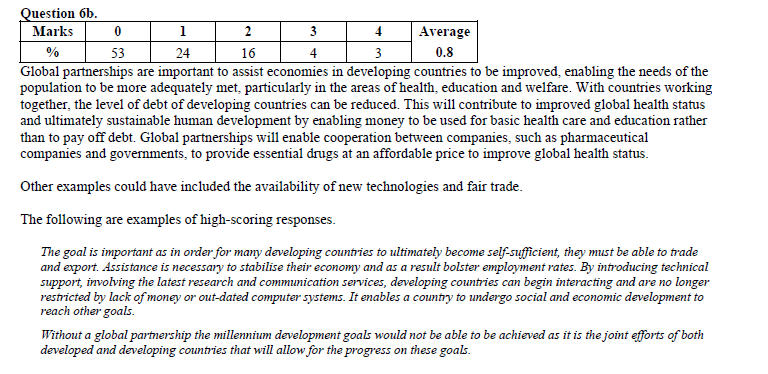 Question 6b.
Marks 0 1 2 3 4 Average
% 53 24 16 4 3 0.8
Global partnerships are important to assist economies in developing countries to be improved, enabling the needs of the
population to be more adequately met, particularly in the areas of health, education and welfare. With countries working
together, the level of debt of developing countries can be reduced. This will contribute to improved global health status
and ultimately sustainable human development by enabling money to be used for basic health care and education rather
than to pay off debt. Global partnerships will enable cooperation between companies, such as pharmaceutical
companies and governments, to provide essential drugs at an affordable price to improve global health status.
Other examples could have included the availability of new technologies and fair trade.
The following are examples of high-scoring responses.
The goal is important as in order for many developing countries to ultimately become self-sufficient, they must be able to trade
and export. Assistance is necessary to stabilise their economy and as a result bolster employment rates. By introducing technical
support, involving the latest research and communication services, developing countries can begin interacting and are no longer
restricted by lack of money or out-dated computer systems. It enables a country to undergo social and economic development to
reach other goals.
Without a global partnership the millennium development goals would not be able to be achieved as it is the joint efforts of both
developed and developing countries that will allow for the progress on these goals.